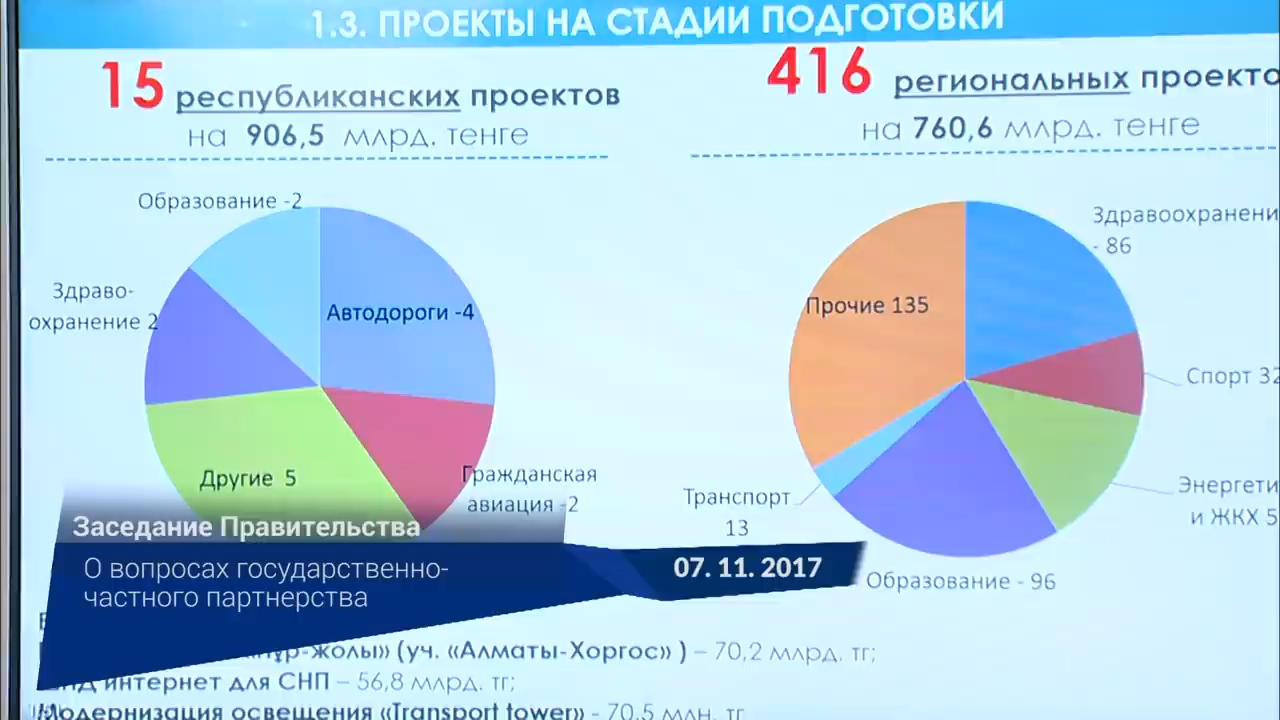 1.3. ПРОЕКТЫ НА СТАДИИ ПОДГОТОВКИ
15 республиканских проектов
на 906,5 млрд. тенге
416 региональных проекто
на 760,6 млрд. тенге
Образование -2
Здраво-
охранение 2
Автодороги -4
Другие 5
Гражданская
авиация -2
Здравоохранени
- 86
Прочие 135
Спорт 32
Энергети
и ЖКХ 5
Транспорт
13
Образование - 96
Заседание Правительства
О вопросах государственно-
частного партнерства
07. 11. 2017
(уч. «Алматы-Хоргос» ) – 70,2 млрд. тг;
интернет для СНП – 56,8 млрд. тг;
Модернизация освещения «Transport tower» - 70,5 млн. тг